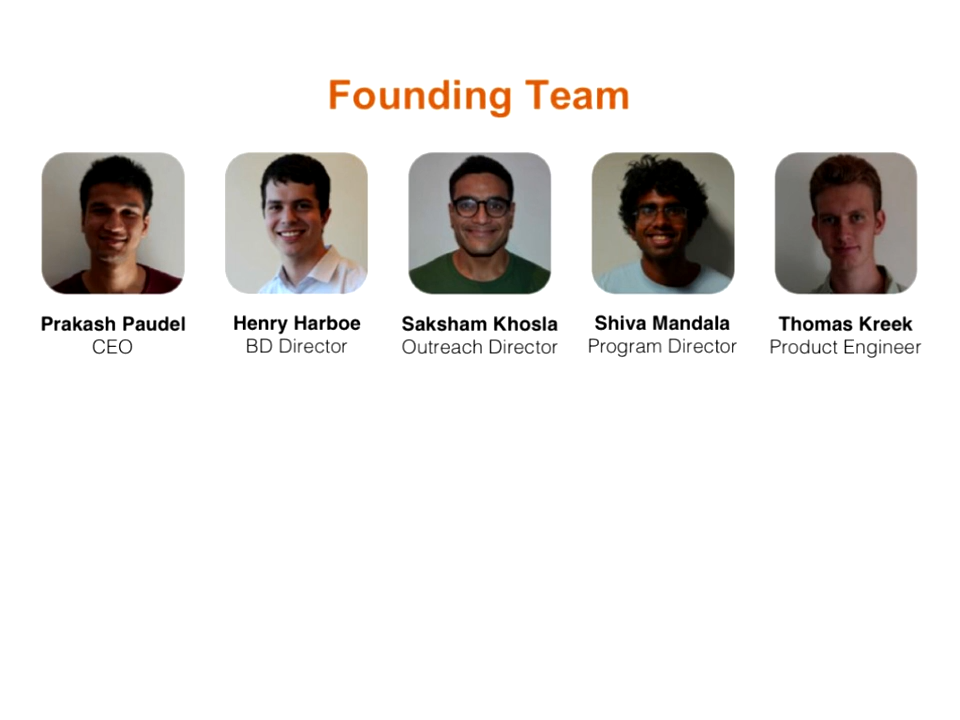 Founding Team
Prakash Paudel
CEO
Henry Harboe
BD Director
Saksham Khosla
Outreach Director
Shiva Mandala
Program Director
Thomas Kreek
Product Engineer